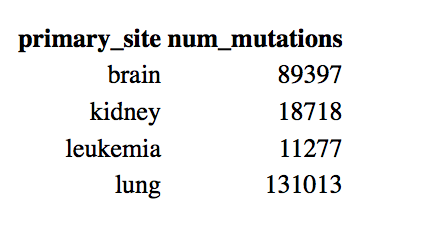 primary_site num_mutations
brain 89397
kidney 18718
leukemia 11277
lung 131013